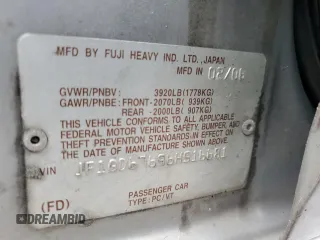 MFD BY FUJI HEAVY IND. LTD.,JAPAN
MFD IN 02/06
GVWR/PNBV: 3920LB(1779KG)
GAWR/PNBE: FRONT-2070LB( 939KG)
REAR -2000LB( 907KG)
THIS VEHICLE CONFORMS TO ALL APPLICABLE
FEDERAL MOTOR VEHICLE SAFETY, BUMPER, AND
THEFT PREVENTION STANDARDS IN EFFECT ON
THE DATE OF MANUFACTURE SHOWN ABOVE.
VIN
PASSENGER CAR
(FD) TYPE:PC/VT
AUTOBIDMASTER